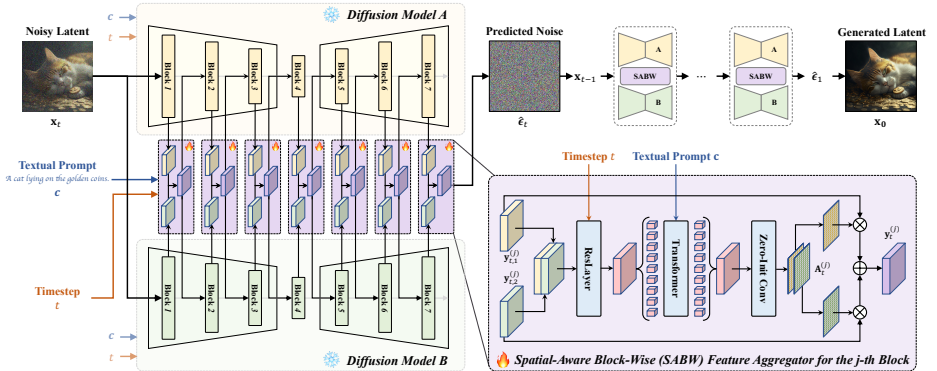 c
t
Diffusion Model A
Noisy Latent
x_t
Block 1
Block 2
Block 3
Block 4
Block 5
Block 6
Block 7
Predicted Noise
ε̂_t
x_{t−1}
A
SABW
B
...
A
SABW
B
ε̂_1
Generated Latent
x_0
Textual Prompt
A cat lying on the golden coins.
c
Timestep
t
Block 1
Block 2
Block 3
Block 4
Block 5
Block 6
Block 7
c
t
Diffusion Model B
Timestep t
Textual Prompt c
y_{t,1}^{(j)}
y_{t,2}^{(j)}
ResLayer
Transformer
Zero-Init Conv
A_t^{(j)}
y_t^{(j)}
Spatial-Aware Block-Wise (SABW) Feature Aggregator for the j-th Block